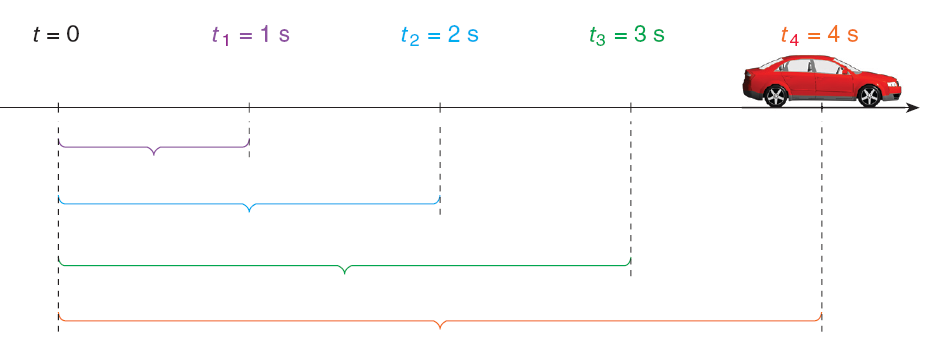 t = 0
t₁ = 1 s
t₂ = 2 s
t₃ = 3 s
t₄ = 4 s